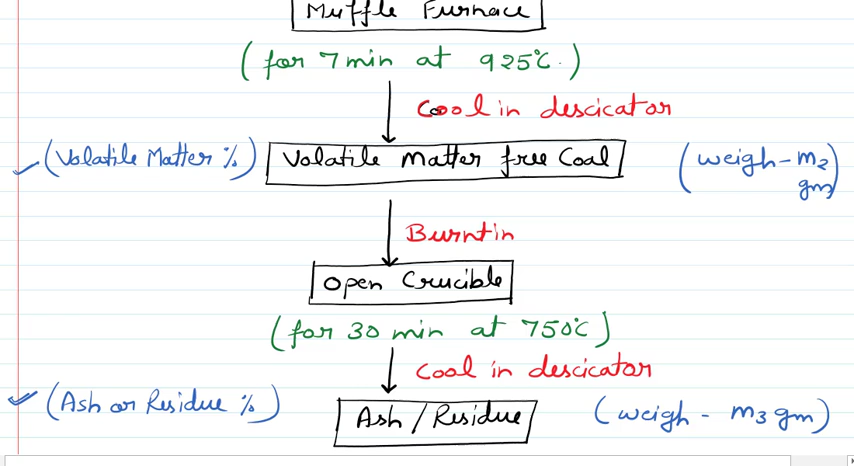 Muffle Furnace
(for 7 min at 925°C.)
Cool in descicator
(Volatile Matter %) Volatile matter free Coal (weigh - m2 gm)
Burnt in
Open Crucible
(for 30 min at 750°C)
Cool in descicator
(Ash or Residue %) Ash / Residue (weigh - m3 gm)